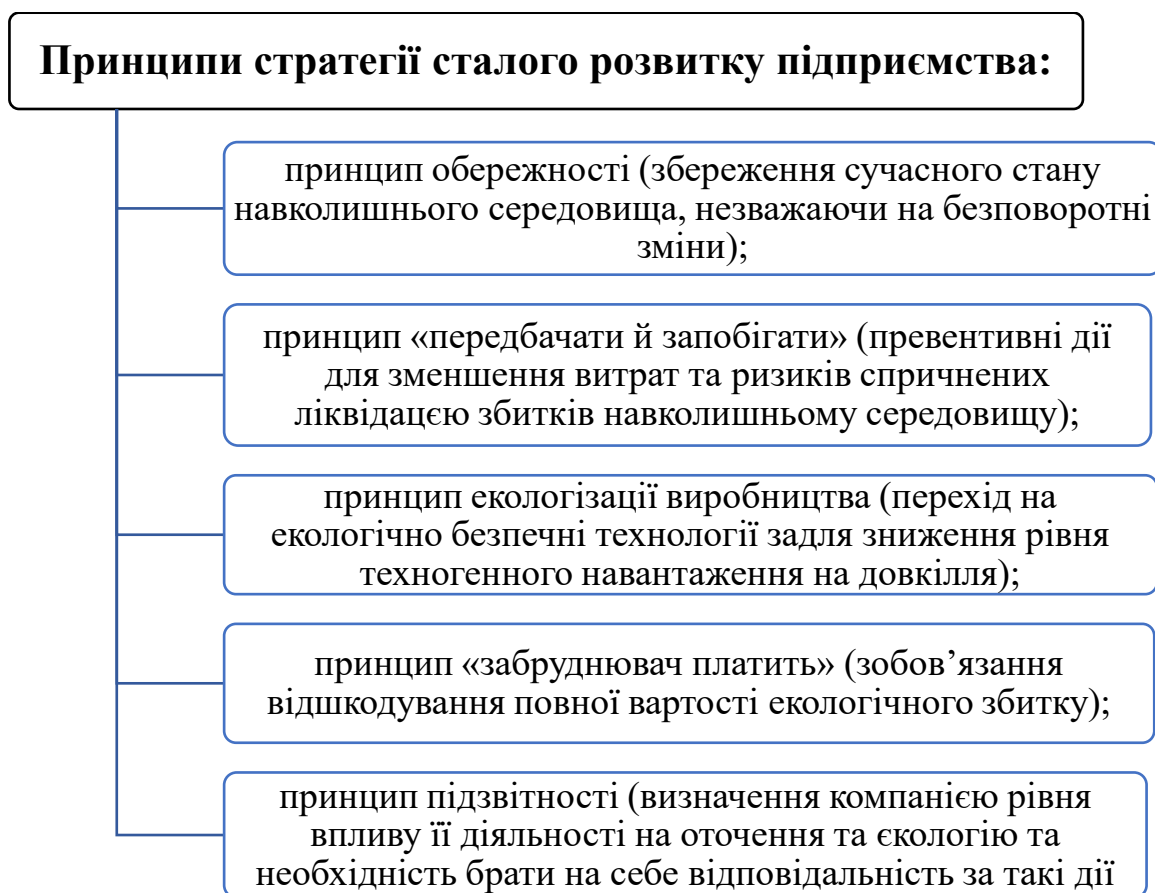 Принципи стратегії сталого розвитку підприємства:
принцип обережності (збереження сучасного стану
навколишнього середовища, незважаючи на безповоротні
зміни);
принцип «передбачати й запобігати» (превентивні дії
для зменшення витрат та ризиків спричнених
ліквідацєю збитків навколишньому середовищу);
принцип екологізації виробництва (перехід на
екологічно безпечні технології задля зниження рівня
техногенного навантаження на довкілля);
принцип «забруднювач платить» (зобов’язання
відшкодування повної вартості екологічного збитку);
принцип підзвітності (визначення компанією рівня
впливу її діяльності на оточення та єкологію та
необхідність брати на себе відповідальність за такі дії